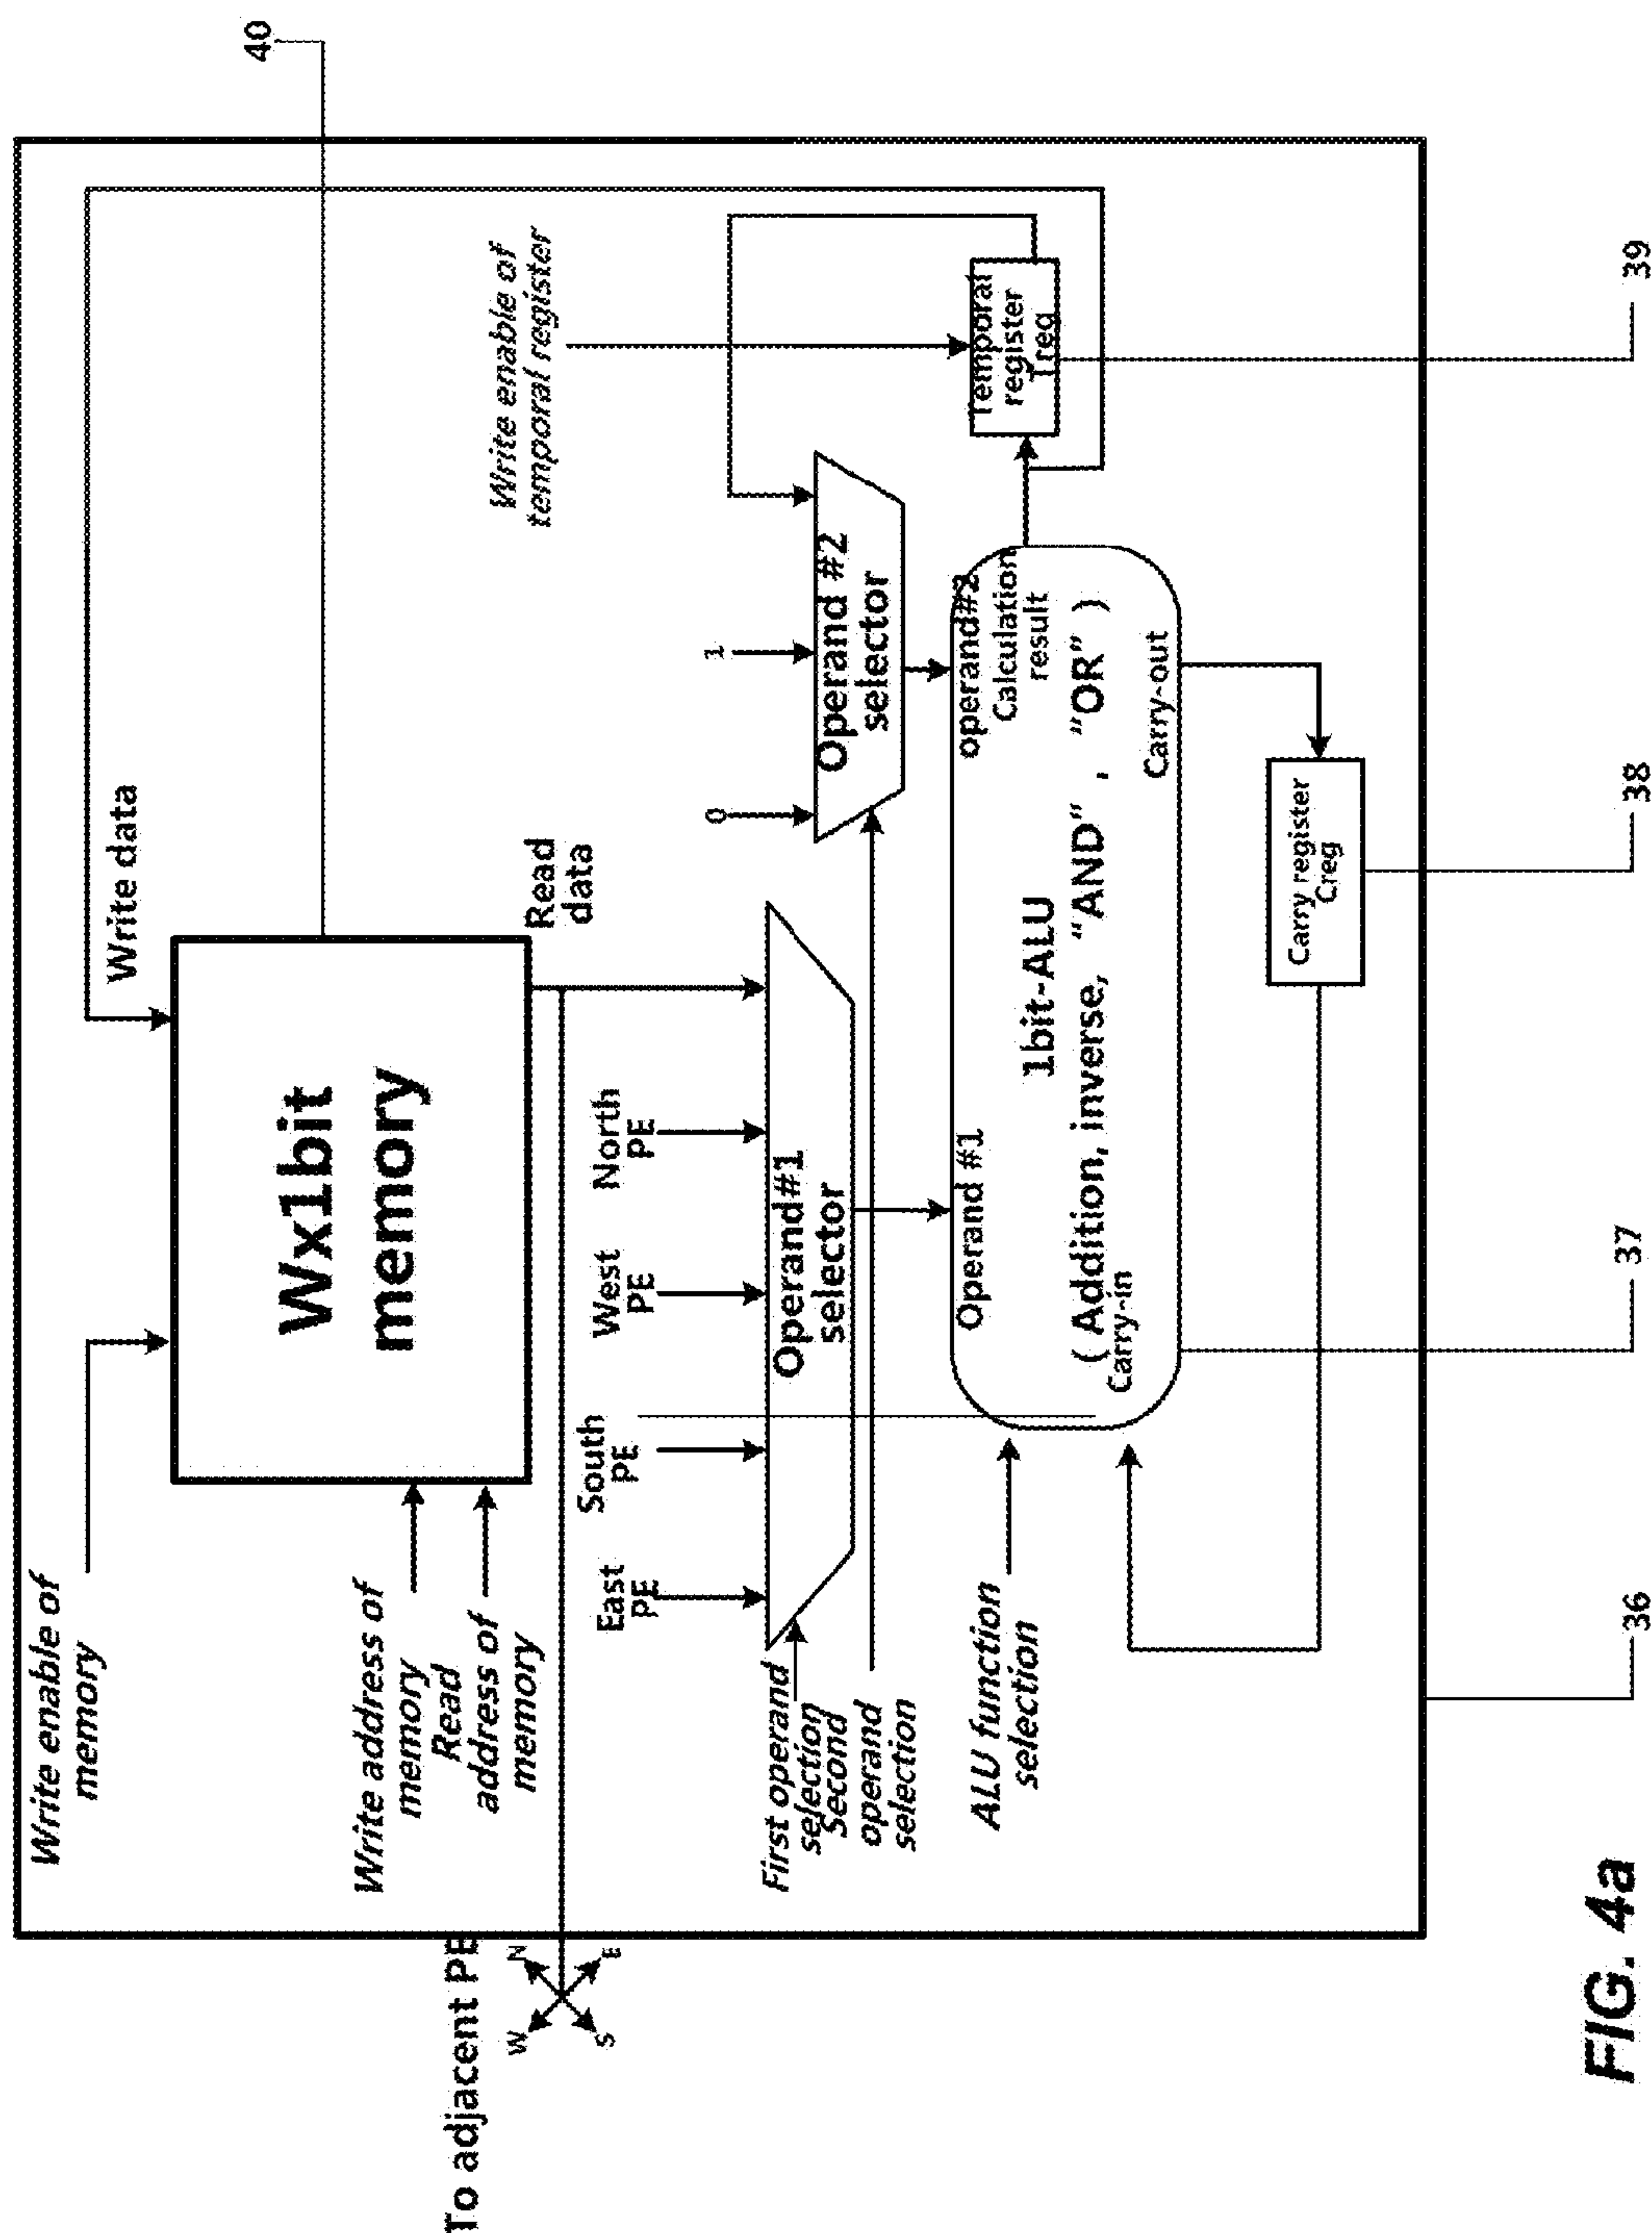 40
Write enable of
memory
Write data
Wx1bit
memory
Write address of
memory
Read
address of
memory
Read
data
Write enable of
temporal register
To adjacent PE
W
N
S
E
East
PE
South
PE
West
PE
North
PE
0
1
First operand
selection
Second
operand
selection
Operand#1
selector
Operand #2
selector
Temporal
register
Treg
ALU function
selection
Operand #1
operand#2
Calculation
result
1bit-ALU
( Addition, inverse, "AND" , "OR" )
Carry-in
Carry-out
Carry register
Creg
36
37
38
39
FIG. 4a